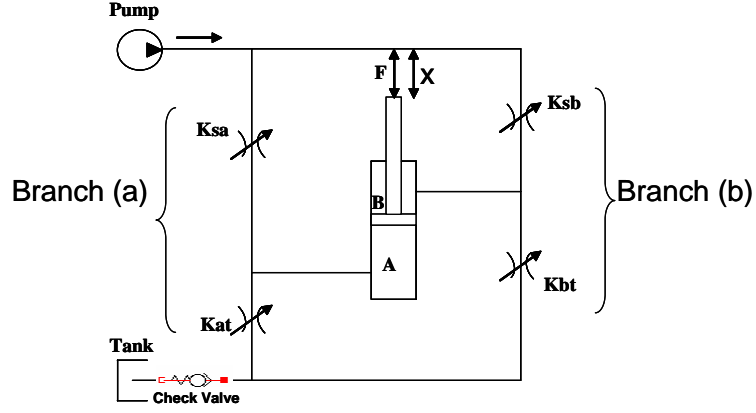 Pump
F
X
Ksa
Ksb
Branch (a)
B
Branch (b)
A
Kbt
Kat
Tank
Check Valve